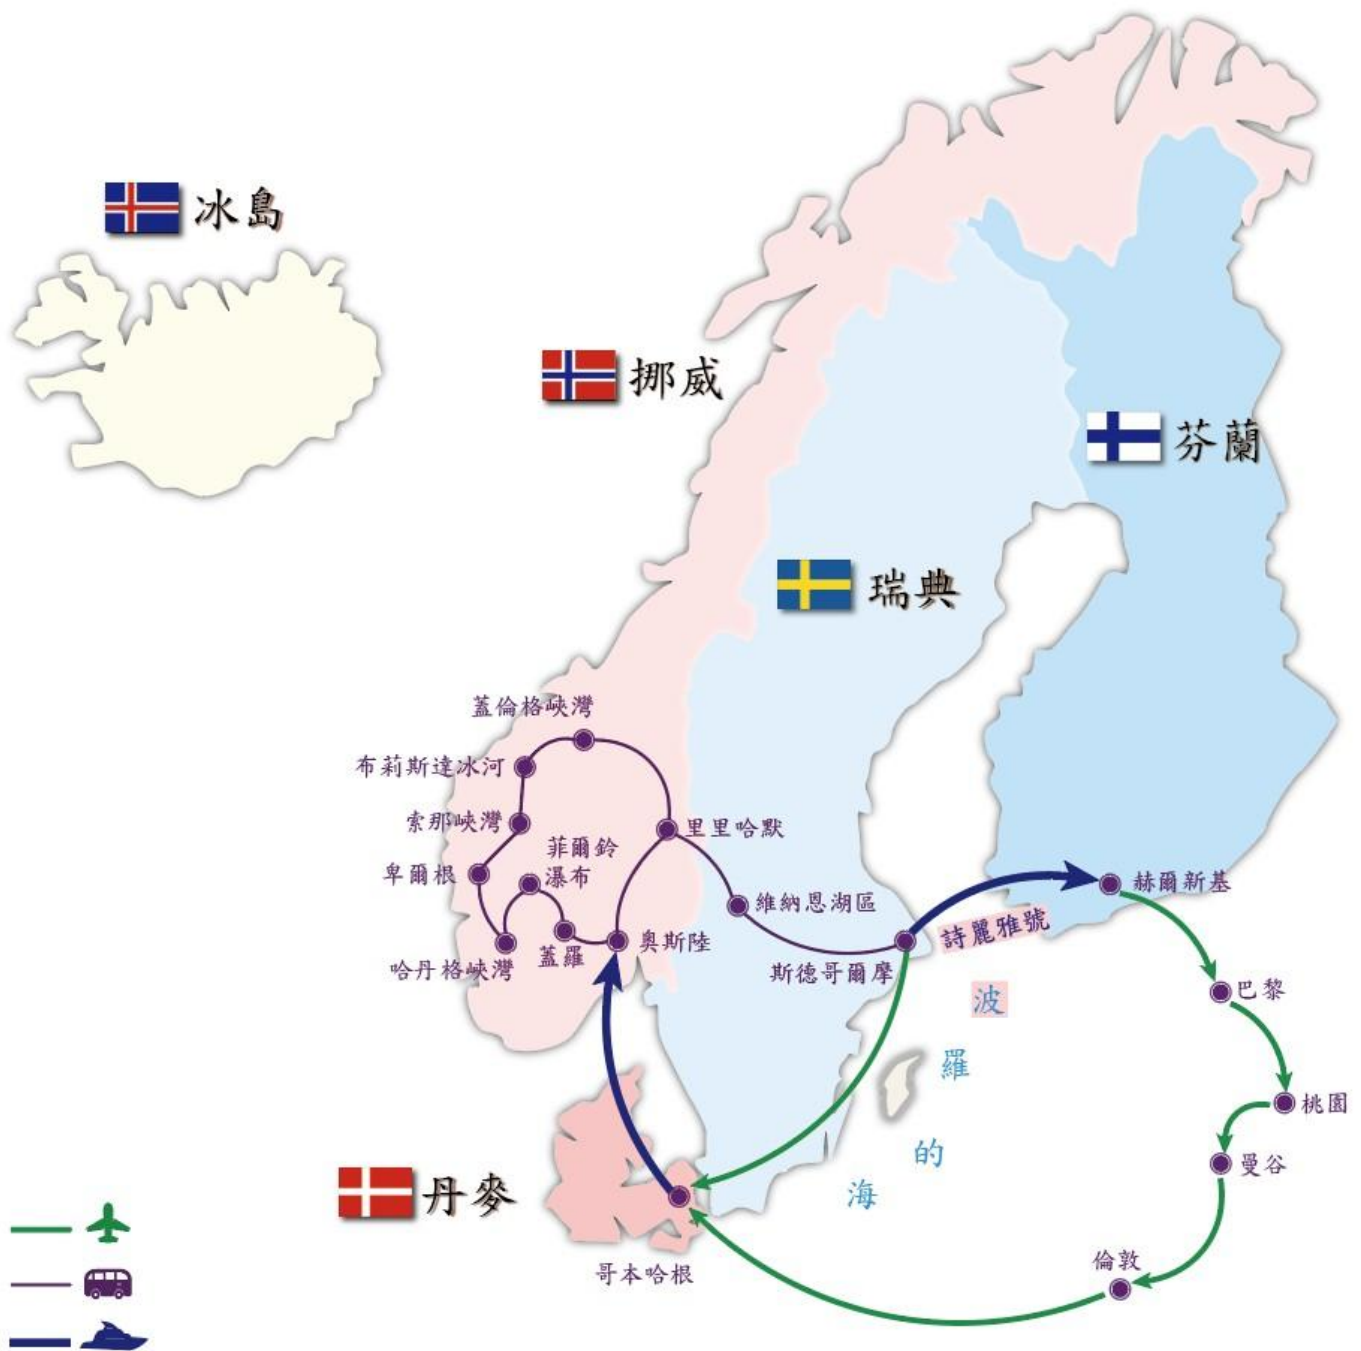 冰島
挪威
芬蘭
瑞典
蓋倫格峽灣
布莉斯達冰河
索那峽灣
里里哈默
菲爾鈴
瀑布
卑爾根
赫爾新基
維納恩湖區
詩麗雅號
奧斯陸
蓋羅
哈丹格峽灣
斯德哥爾摩
巴黎
波
羅
的
海
桃園
曼谷
丹麥
倫敦
哥本哈根